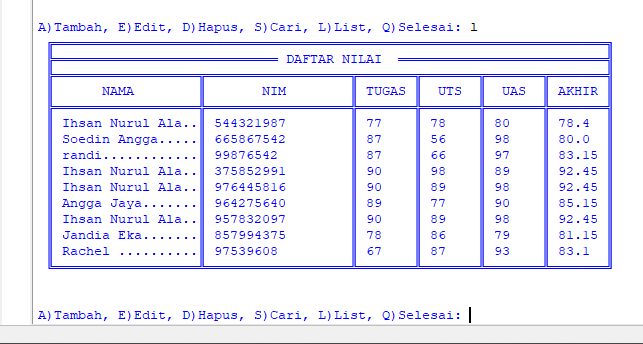 A)Tambah, E)Edit, D)Hapus, S)Cari, L)List, Q)Selesai: l
DAFTAR NILAI
NAMA NIM TUGAS UTS UAS AKHIR
Ihsan Nurul Ala.. 544321987 77 78 80 78.4
Soedin Angga..... 665867542 87 56 98 80.0
randi............ 99876542 87 66 97 83.15
Ihsan Nurul Ala.. 375852991 90 98 89 92.45
Ihsan Nurul Ala.. 976445816 90 89 98 92.45
Angga Jaya....... 964275640 89 77 90 85.15
Ihsan Nurul Ala.. 957832097 90 89 98 92.45
Jandia Eka....... 857994375 78 86 79 81.15
Rachel .......... 97539608 67 87 93 83.1
A)Tambah, E)Edit, D)Hapus, S)Cari, L)List, Q)Selesai: